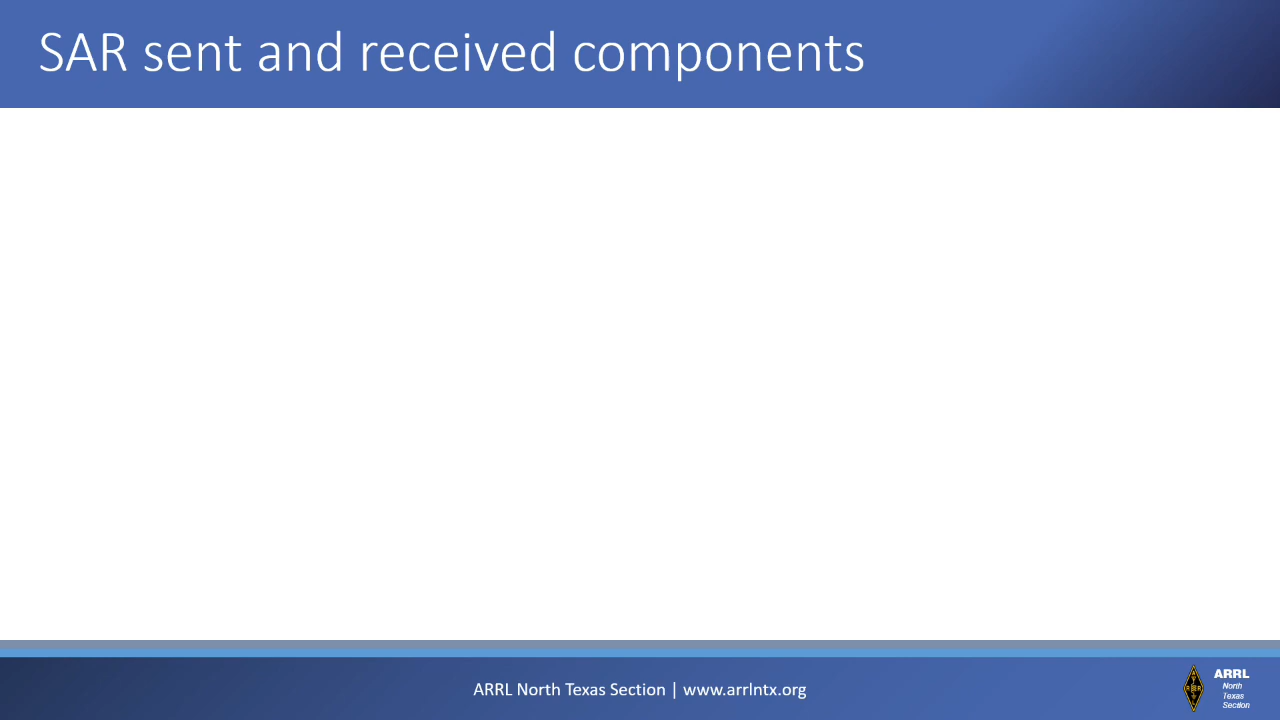 SAR sent and received components
ARRL North Texas Section | www.arrlntx.org
ARRL
North
Texas
Section